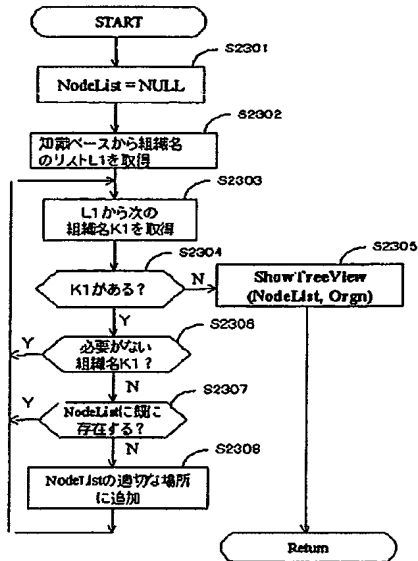 START
S2301
NodeList = NULL
S2302
知識ベースから組織名
のリストL1を取得
S2303
L1から次の
組織名K1を取得
S2304
K1がある？
N
S2305
ShowTreeView
(NodeList, Orgn)
Y
S2306
必要がない
組織名K1？
Y
N
S2307
NodeListに既に
存在する？
Y
N
S2308
NodeListの適切な場所
に追加
Return